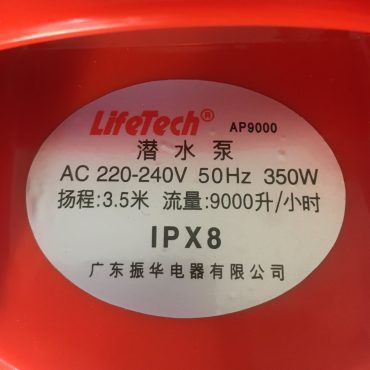 LifeTech® AP9000
潜水泵
AC 220-240V 50Hz 350W
扬程:3.5米 流量:9000升/小时
IPX8
广东振华电器有限公司